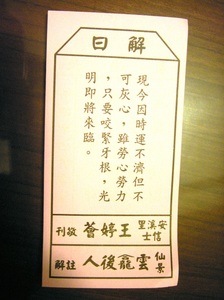 解曰
現今因時運不濟但不
可灰心，雖勞心勞力
，只要咬緊牙根，光
明即將來臨。
安溪里
信士
王婷薈 敬刊
仙景 雲龕後人 註解